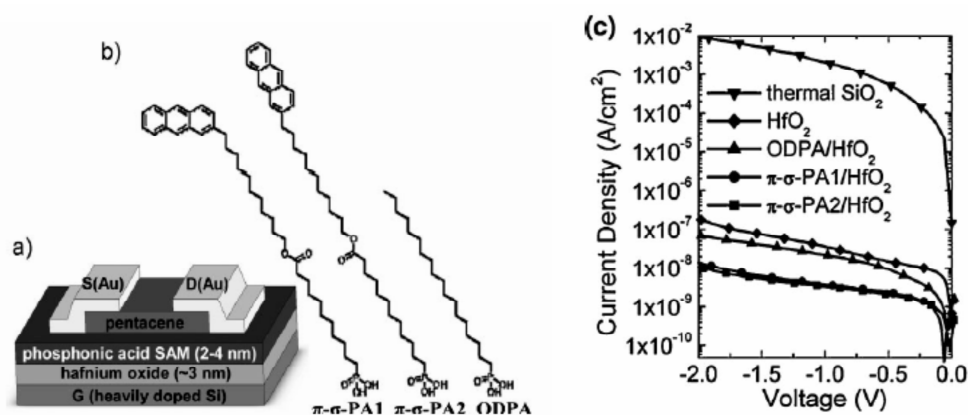 a)
S(Au)
D(Au)
pentacene
phosphonic acid SAM (2-4 nm)
hafnium oxide (~3 nm)
G (heavily doped Si)
b)
π-σ-PA1 π-σ-PA2 ODPA
(c)
Current Density (A/cm²)
1x10⁻²
1x10⁻³
1x10⁻⁴
1x10⁻⁵
1x10⁻⁶
1x10⁻⁷
1x10⁻⁸
1x10⁻⁹
1x10⁻¹⁰
thermal SiO₂
HfO₂
ODPA/HfO₂
π-σ-PA1/HfO₂
π-σ-PA2/HfO₂
-2.0 -1.5 -1.0 -0.5 0.0
Voltage (V)